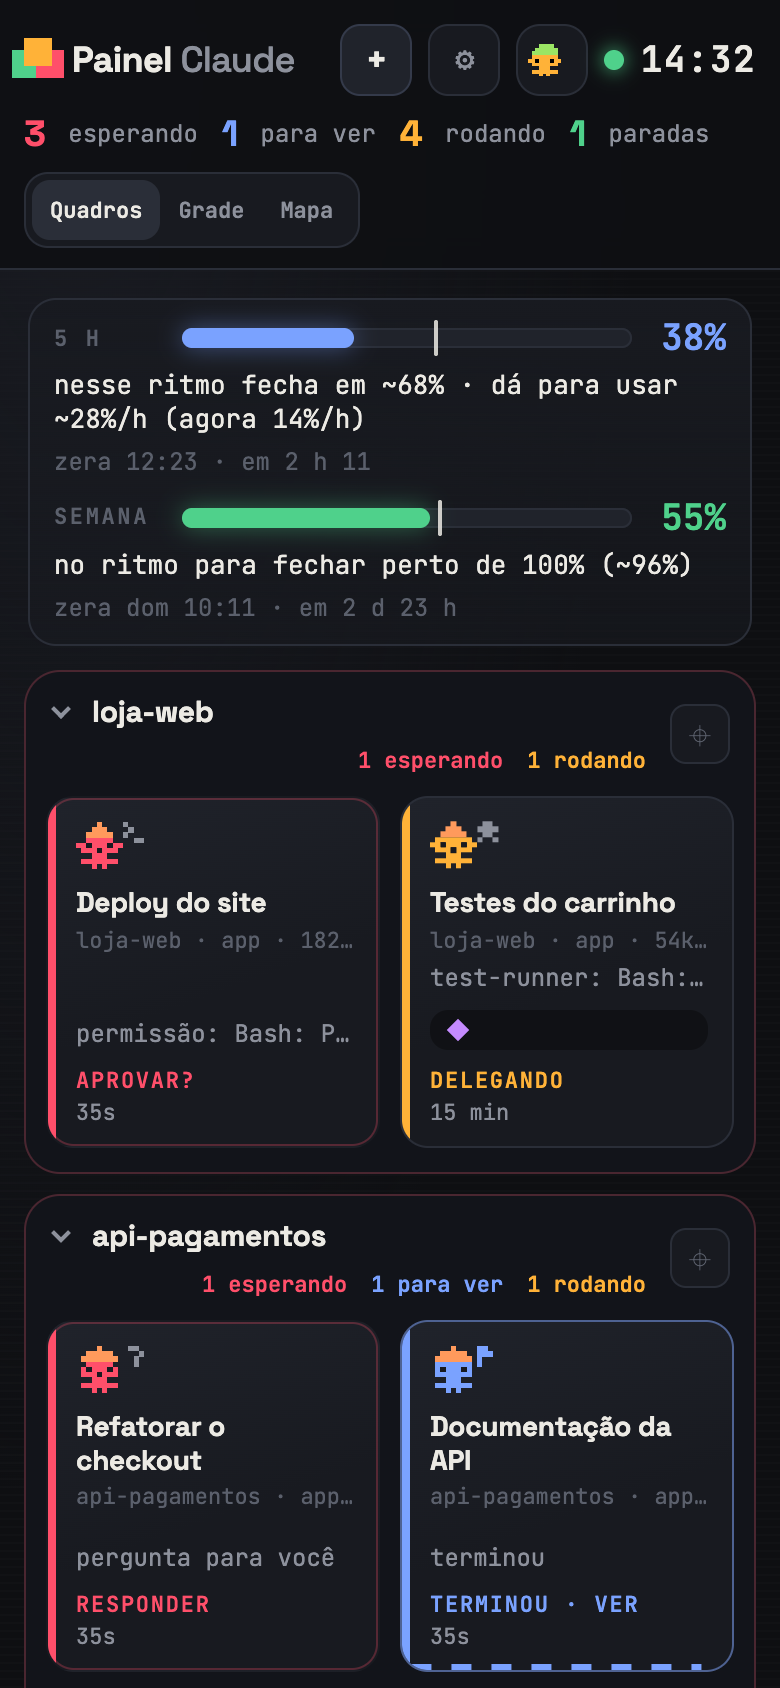 Painel Claude + 14:32
3 esperando 1 para ver 4 rodando 1 paradas
Quadros Grade Mapa
5 H 38%
nesse ritmo fecha em ~68% · dá para usar
~28%/h (agora 14%/h)
zera 12:23 · em 2 h 11
SEMANA 55%
no ritmo para fechar perto de 100% (~96%)
zera dom 10:11 · em 2 d 23 h
loja-web
1 esperando 1 rodando
Deploy do site
loja-web · app · 182…
permissão: Bash: P…
APROVAR?
35s
Testes do carrinho
loja-web · app · 54k…
test-runner: Bash:…
DELEGANDO
15 min
api-pagamentos
1 esperando 1 para ver 1 rodando
Refatorar o
checkout
api-pagamentos · app…
pergunta para você
RESPONDER
35s
Documentação da
API
api-pagamentos · app…
terminou
TERMINOU · VER
35s